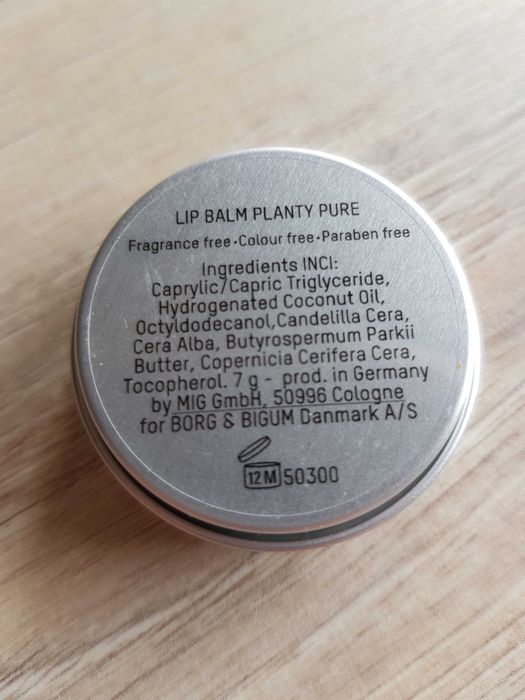 LIP BALM PLANTY PURE
Fragrance free·Colour free·Paraben free
Ingredients INCI:
Caprylic/Capric Triglyceride,
Hydrogenated Coconut Oil,
Octyldodecanol,Candelilla Cera,
Cera Alba, Butyrospermum Parkii
Butter, Copernicia Cerifera Cera,
Tocopherol. 7 g - prod. in Germany
by MIG GmbH, 50996 Cologne
for BORG & BIGUM Danmark A/S
12 M 50300